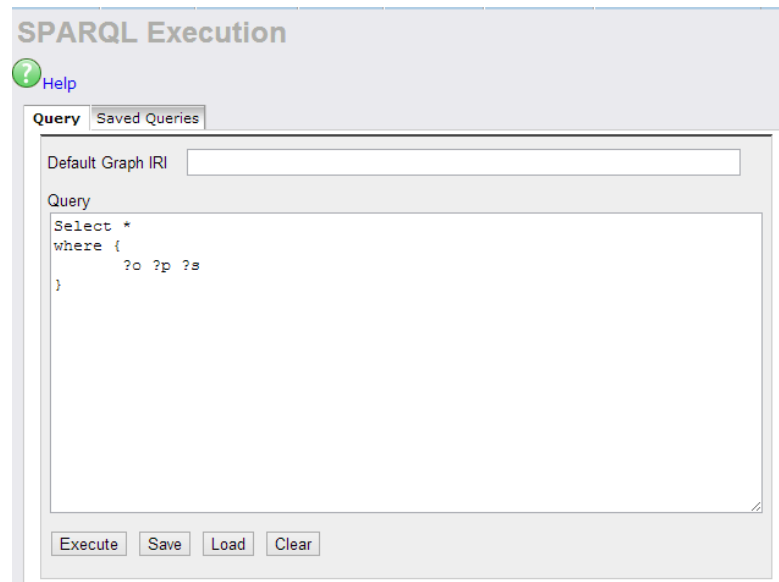 SPARQL Execution
? Help
Query Saved Queries
Default Graph IRI
Query
Select *
where {
?o ?p ?s
}
Execute Save Load Clear